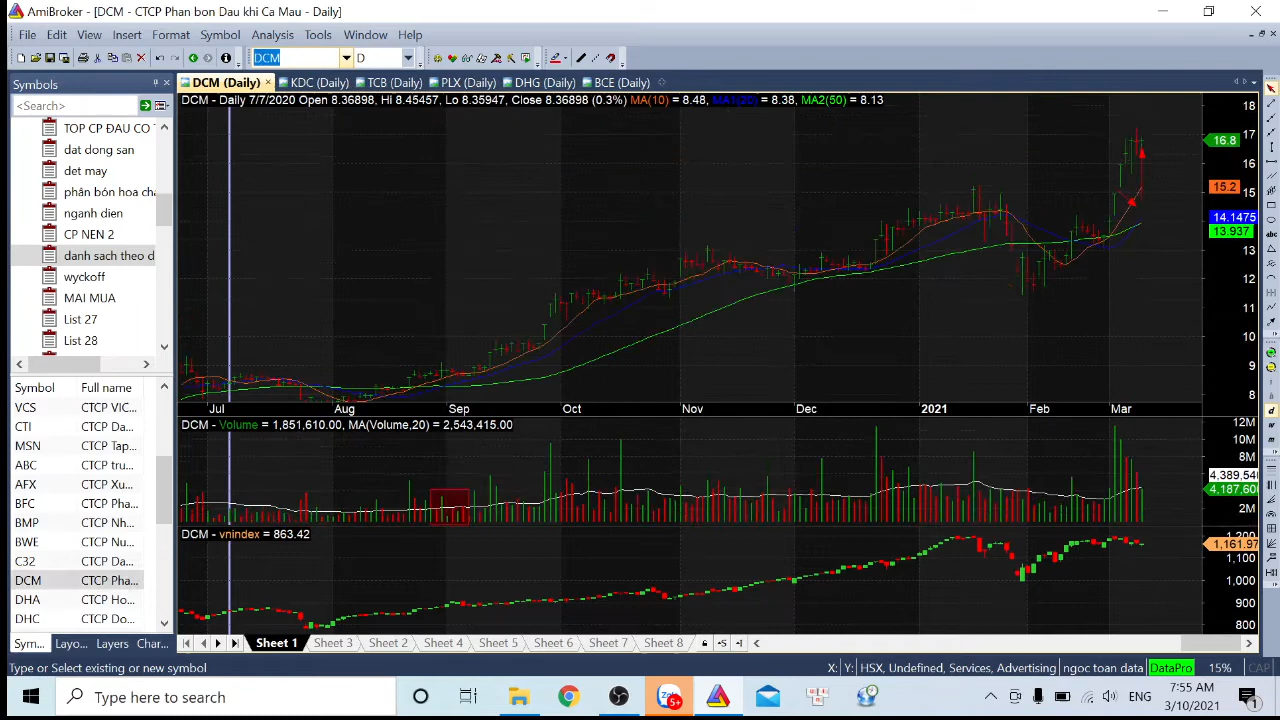 AmiBroker - [DCM - CTCP Phan bon Dau khi Ca Mau - Daily]
File Edit View Insert Format Symbol Analysis Tools Window Help
DCM D
Symbols
DCM (Daily) KDC (Daily) TCB (Daily) PLX (Daily) DHG (Daily) BCE (Daily)
<Search>
DCM - Daily 7/7/2020 Open 8.36898, Hi 8.45457, Lo 8.35947, Close 8.36898 (0.3%) MA(10) = 8.48, MA1(20) = 8.38, MA2(50) = 8.13
TOP CP ĐAU CO
dat dong san
det may
phân bón hoa chấ
nganh dien
CP NEN 2
danh sach theo d
wyckoff
MAI MUA
List 27
List 28
18
17
16.8
16
15.2
15
14.1475
13.937
13
12
11
10
9
8
Jul Aug Sep Oct Nov Dec 2021 Feb Mar
Symbol Full name
VCS CTCP VIC...
CTI CTCP Da...
MSN CTCP Tap...
ABC CTCP tru...
AFX CTCP Xu...
BFC CTCP Pha...
BMP CTCP Nh...
BWE CTCP Nu...
C32 CTCP Da...
DCM CTCP Pha...
DHA CTCP Ho...
DHC CTCP Do...
DCM - Volume = 1,851,610.00, MA(Volume,20) = 2,543,415.00
12M
10M
8M
4,389,540
4,187,600
2M
DCM - vnindex = 863.42
1,200
1,161.97
1,100
1,000
900
800
Sym... Layo... Layers Char...
Sheet 1 Sheet 3 Sheet 2 Sheet 4 Sheet 5 Sheet 6 Sheet 7 Sheet 8
Type or Select existing or new symbol
X: Y: HSX, Undefined, Services, Advertising ngoc toan data DataPro 15% CAP
Type here to search
Zalo 5+
ENG
7:55 AM
3/10/2021
1